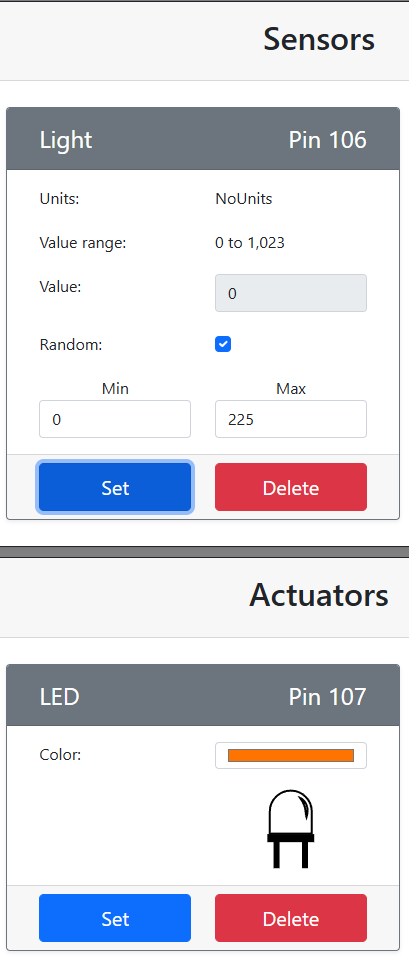 Sensors
Light Pin 106
Units: NoUnits
Value range: 0 to 1,023
Value: 0
Random:
Min Max
0 225
Set Delete
Actuators
LED Pin 107
Color:
Set Delete